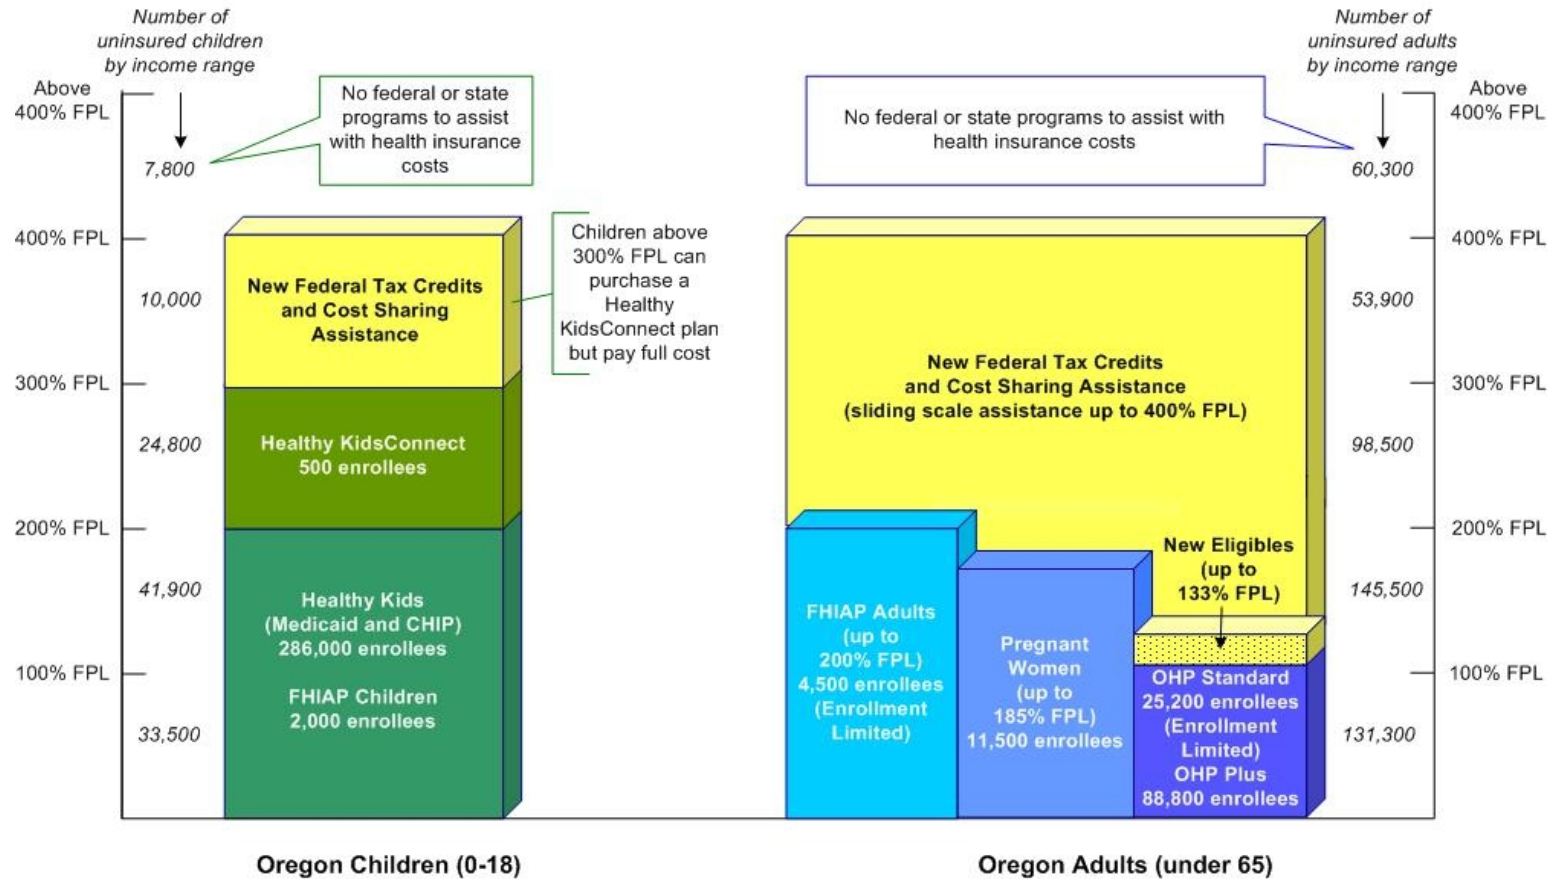 Number of
uninsured children
by income range
Above
400% FPL
7,800
400% FPL
10,000
300% FPL
24,800
200% FPL
41,900
100% FPL
33,500
No federal or state
programs to assist
with health insurance
costs
New Federal Tax Credits
and Cost Sharing
Assistance
Children above
300% FPL can
purchase a
Healthy
KidsConnect plan
but pay full cost
Healthy KidsConnect
500 enrollees
Healthy Kids
(Medicaid and CHIP)
286,000 enrollees
FHIAP Children
2,000 enrollees
Oregon Children (0-18)
No federal or state programs to assist with
health insurance costs
New Federal Tax Credits
and Cost Sharing Assistance
(sliding scale assistance up to 400% FPL)
FHIAP Adults
(up to
200% FPL)
4,500 enrollees
(Enrollment
Limited)
Pregnant
Women
(up to
185% FPL)
11,500 enrollees
New Eligibles
(up to
133% FPL)
OHP Standard
25,200 enrollees
(Enrollment
Limited)
OHP Plus
88,800 enrollees
Number of
uninsured adults
by income range
Above
400% FPL
60,300
400% FPL
53,900
300% FPL
98,500
200% FPL
145,500
100% FPL
131,300
Oregon Adults (under 65)